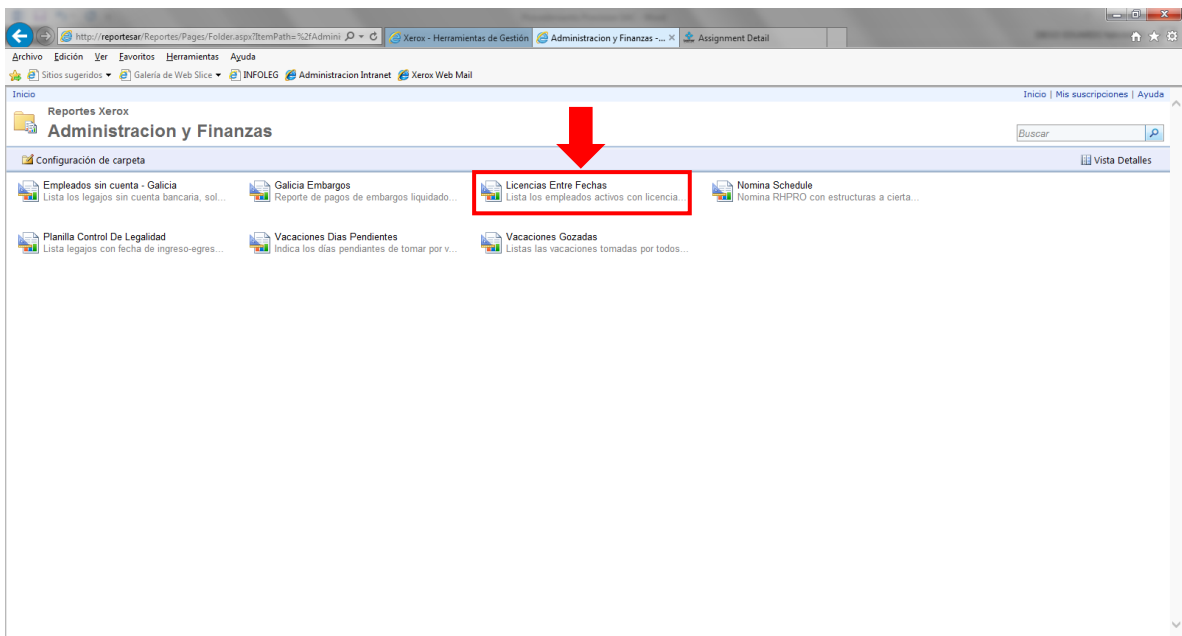 http://reportesar/Reportes/Pages/Folder.aspx?ItemPath=%2fAdmini
Xerox - Herramientas de Gestión
Administracion y Finanzas -...
Assignment Detail
Archivo Edición Ver Favoritos Herramientas Ayuda
Sitios sugeridos Galería de Web Slice INFOLEG Administracion Intranet Xerox Web Mail
Inicio
Inicio | Mis suscripciones | Ayuda
Reportes Xerox
Administracion y Finanzas
Buscar
Configuración de carpeta
Vista Detalles
Empleados sin cuenta - Galicia
Lista los legajos sin cuenta bancaria, sol...
Galicia Embargos
Reporte de pagos de embargos liquidado...
Licencias Entre Fechas
Lista los empleados activos con licencia...
Nomina Schedule
Nomina RHPRO con estructuras a cierta...
Planilla Control De Legalidad
Lista legajos con fecha de ingreso-egres...
Vacaciones Dias Pendientes
Indica los días pendiantes de tomar por v...
Vacaciones Gozadas
Listas las vacaciones tomadas por todos...